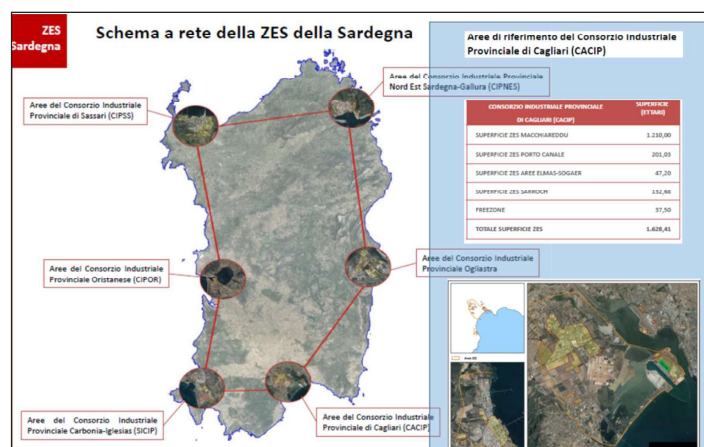 ZES
Sardegna
Schema a rete della ZES della Sardegna
Aree di riferimento del Consorzio Industriale
Provinciale di Cagliari (CACIP)
Aree del Consorzio Industriale Provinciale
Nord Est Sardegna-Gallura (CIPNES)
Aree del Consorzio Industriale
Provinciale di Sassari (CIPSS)
CONSORZIO INDUSTRIALE PROVINCIALE
DI CAGLIARI (CACIP)
SUPERFICIE
(ETTARI)
SUPERFICIE ZES MACCHIAREDDU 1.210,00
SUPERFICIE ZES PORTO CANALE 201,03
SUPERFICIE ZES AREE ELMAS-SOGAER 47,20
SUPERFICIE ZES SARROCH 132,68
FREEZONE 37,50
TOTALE SUPERFICIE ZES 1.628,41
Aree del Consorzio Industriale
Provinciale Ogliastra
Aree del Consorzio Industriale
Provinciale Oristanese (CIPOR)
Aree del Consorzio Industriale
Provinciale Carbonia-Iglesias (SICIP)
Aree del Consorzio Industriale
Provinciale di Cagliari (CACIP)